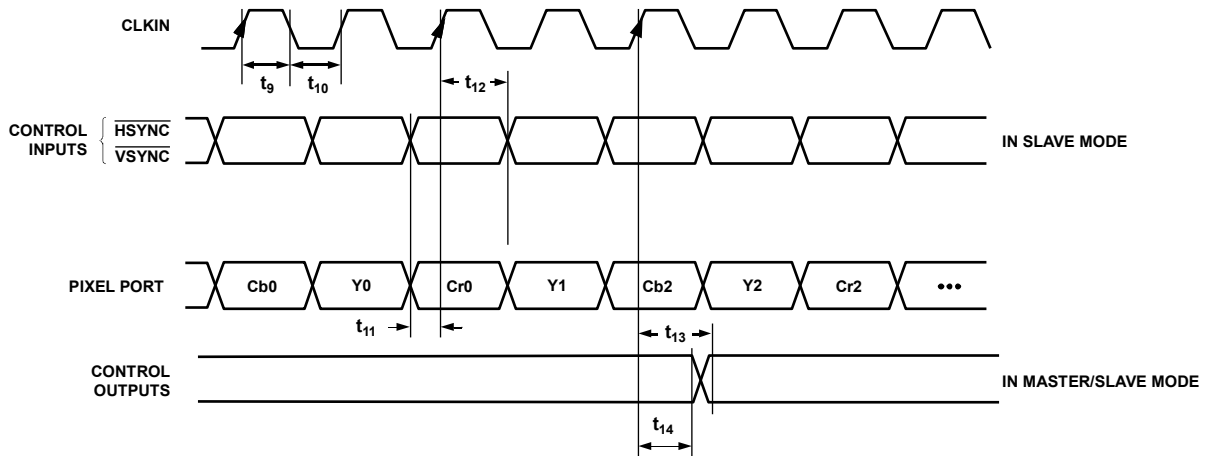 CLKIN
t9
t10
t12
CONTROL
INPUTS
HSYNC
VSYNC
IN SLAVE MODE
PIXEL PORT
Cb0
Y0
Cr0
Y1
Cb2
Y2
Cr2
•••
t11
t13
CONTROL
OUTPUTS
IN MASTER/SLAVE MODE
t14